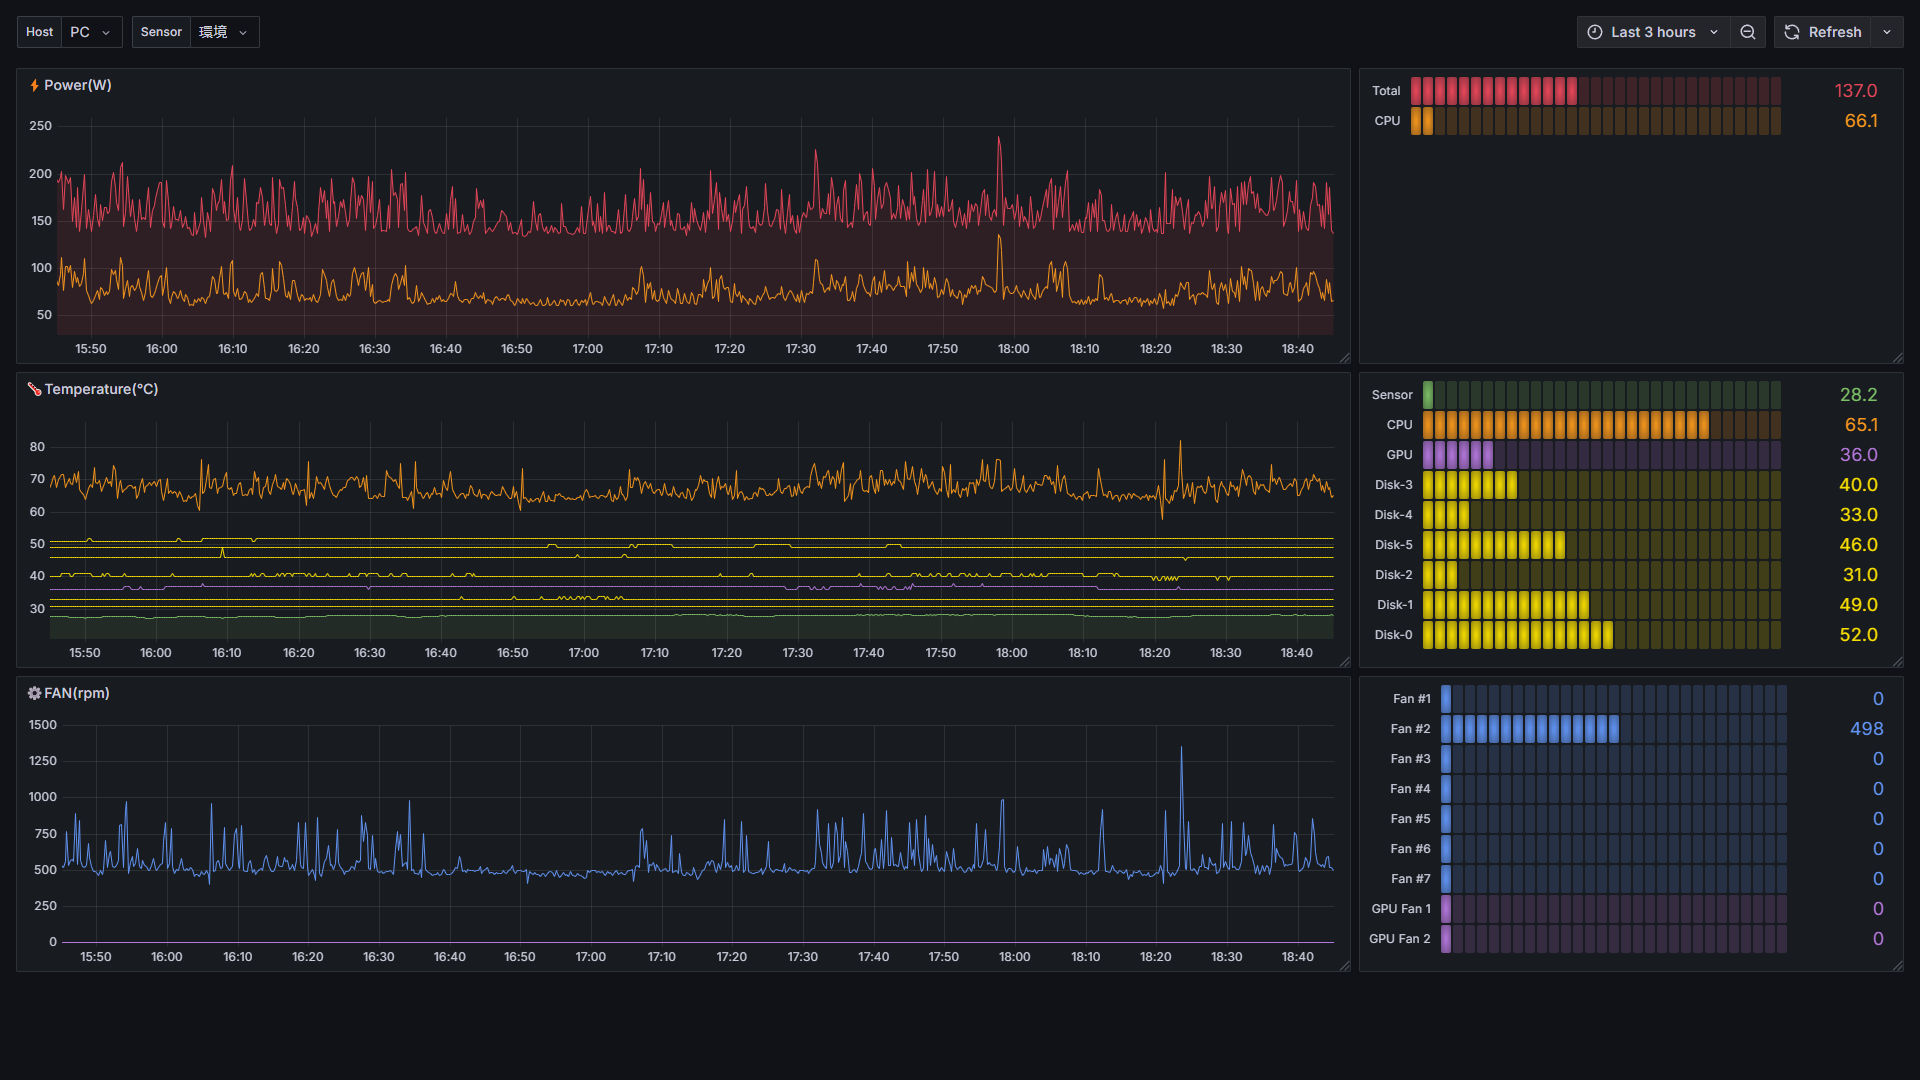 Host PC Sensor 環境 Last 3 hours Refresh
Power(W)
250
200
150
100
50
15:50 16:00 16:10 16:20 16:30 16:40 16:50 17:00 17:10 17:20 17:30 17:40 17:50 18:00 18:10 18:20 18:30 18:40
Total 137.0
CPU 66.1
Temperature(°C)
80
70
60
50
40
30
15:50 16:00 16:10 16:20 16:30 16:40 16:50 17:00 17:10 17:20 17:30 17:40 17:50 18:00 18:10 18:20 18:30 18:40
Sensor 28.2
CPU 65.1
GPU 36.0
Disk-3 40.0
Disk-4 33.0
Disk-5 46.0
Disk-2 31.0
Disk-1 49.0
Disk-0 52.0
FAN(rpm)
1500
1250
1000
750
500
250
0
15:50 16:00 16:10 16:20 16:30 16:40 16:50 17:00 17:10 17:20 17:30 17:40 17:50 18:00 18:10 18:20 18:30 18:40
Fan #1 0
Fan #2 498
Fan #3 0
Fan #4 0
Fan #5 0
Fan #6 0
Fan #7 0
GPU Fan 1 0
GPU Fan 2 0